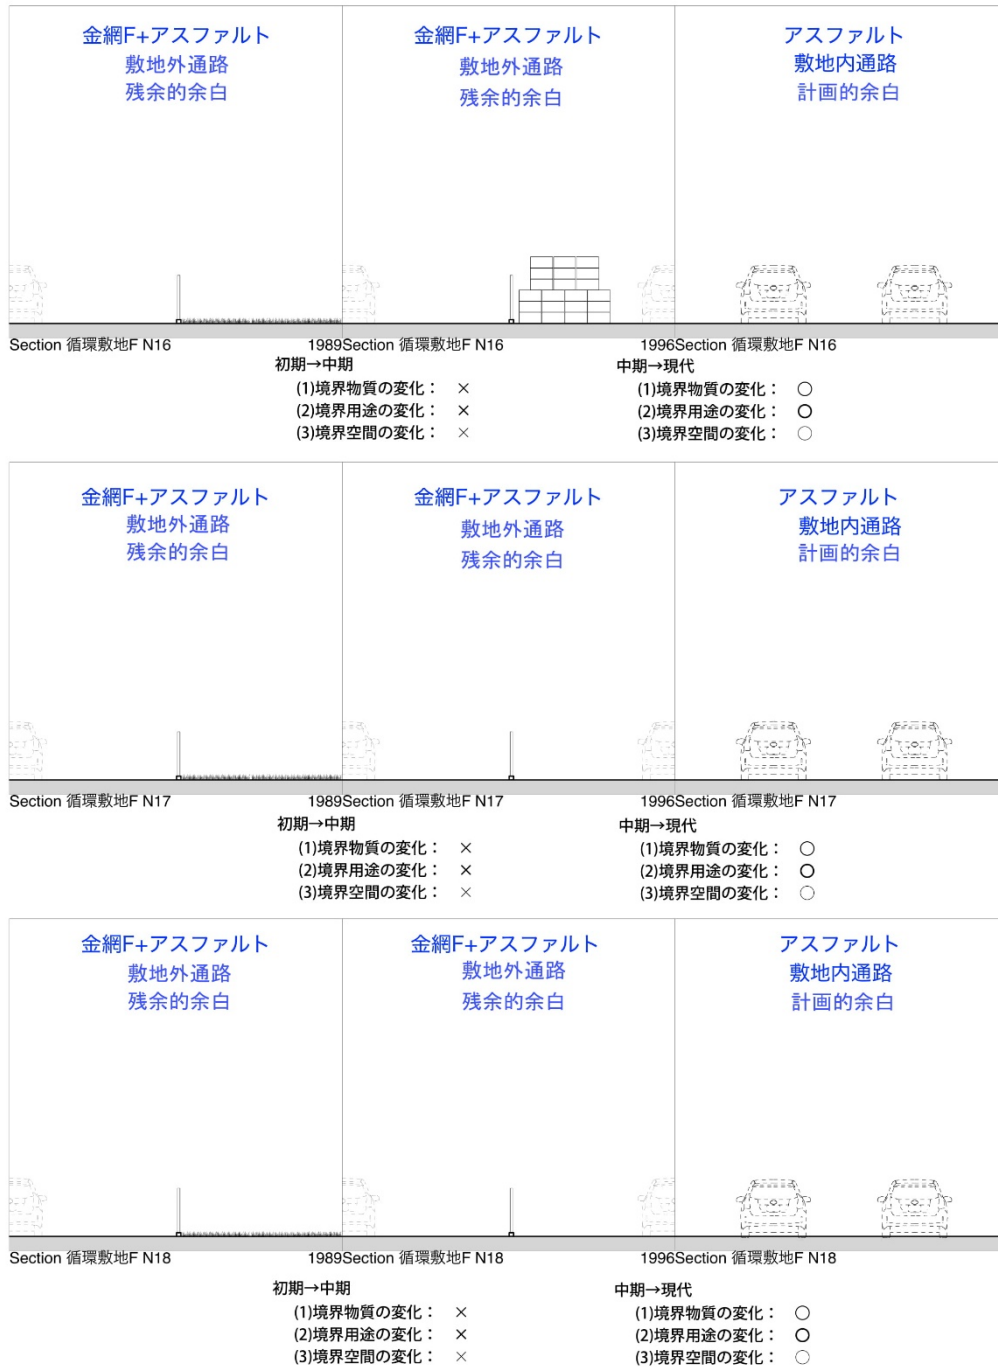 金網F+アスファルト
敷地外通路
残余的余白
金網F+アスファルト
敷地外通路
残余的余白
アスファルト
敷地内通路
計画的余白
Section 循環敷地F N16
1989Section 循環敷地F N16
1996Section 循環敷地F N16
初期→中期
(1)境界物質の変化： ×
(2)境界用途の変化： ×
(3)境界空間の変化： ×
中期→現代
(1)境界物質の変化： ○
(2)境界用途の変化： ○
(3)境界空間の変化： ○
金網F+アスファルト
敷地外通路
残余的余白
金網F+アスファルト
敷地外通路
残余的余白
アスファルト
敷地内通路
計画的余白
Section 循環敷地F N17
1989Section 循環敷地F N17
1996Section 循環敷地F N17
初期→中期
(1)境界物質の変化： ×
(2)境界用途の変化： ×
(3)境界空間の変化： ×
中期→現代
(1)境界物質の変化： ○
(2)境界用途の変化： ○
(3)境界空間の変化： ○
金網F+アスファルト
敷地外通路
残余的余白
金網F+アスファルト
敷地外通路
残余的余白
アスファルト
敷地内通路
計画的余白
Section 循環敷地F N18
1989Section 循環敷地F N18
1996Section 循環敷地F N18
初期→中期
(1)境界物質の変化： ×
(2)境界用途の変化： ×
(3)境界空間の変化： ×
中期→現代
(1)境界物質の変化： ○
(2)境界用途の変化： ○
(3)境界空間の変化： ○